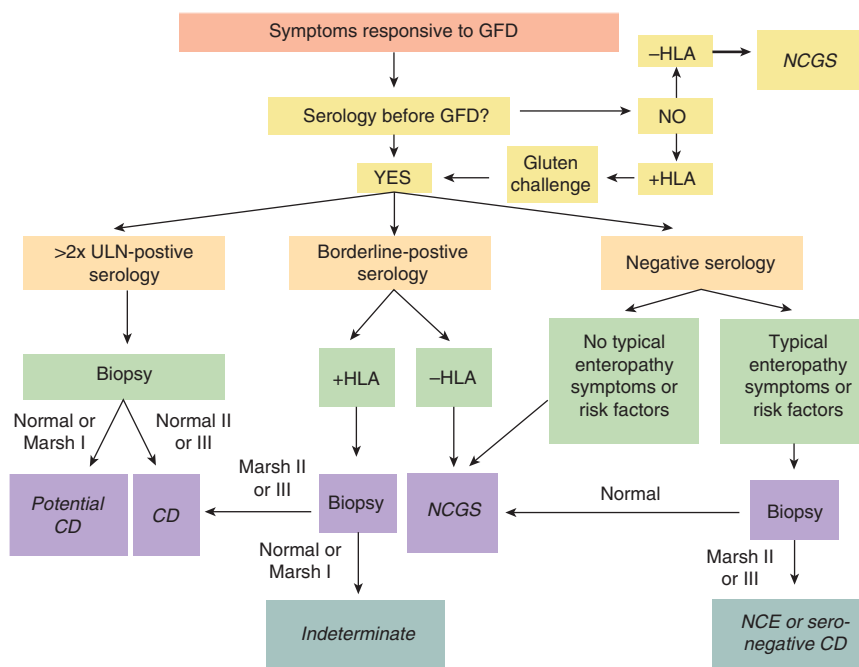 Symptoms responsive to GFD
–HLA
NCGS
Serology before GFD?
NO
Gluten
challenge
+HLA
YES
>2x ULN-postive
serology
Borderline-postive
serology
Negative serology
Biopsy
+HLA
–HLA
No typical
enteropathy
symptoms or
risk factors
Typical
enteropathy
symptoms or
risk factors
Normal or
Marsh I
Normal II
or III
Potential
CD
CD
Marsh II
or III
Biopsy
NCGS
Normal
Biopsy
Normal or
Marsh I
Marsh II
or III
Indeterminate
NCE or sero-
negative CD